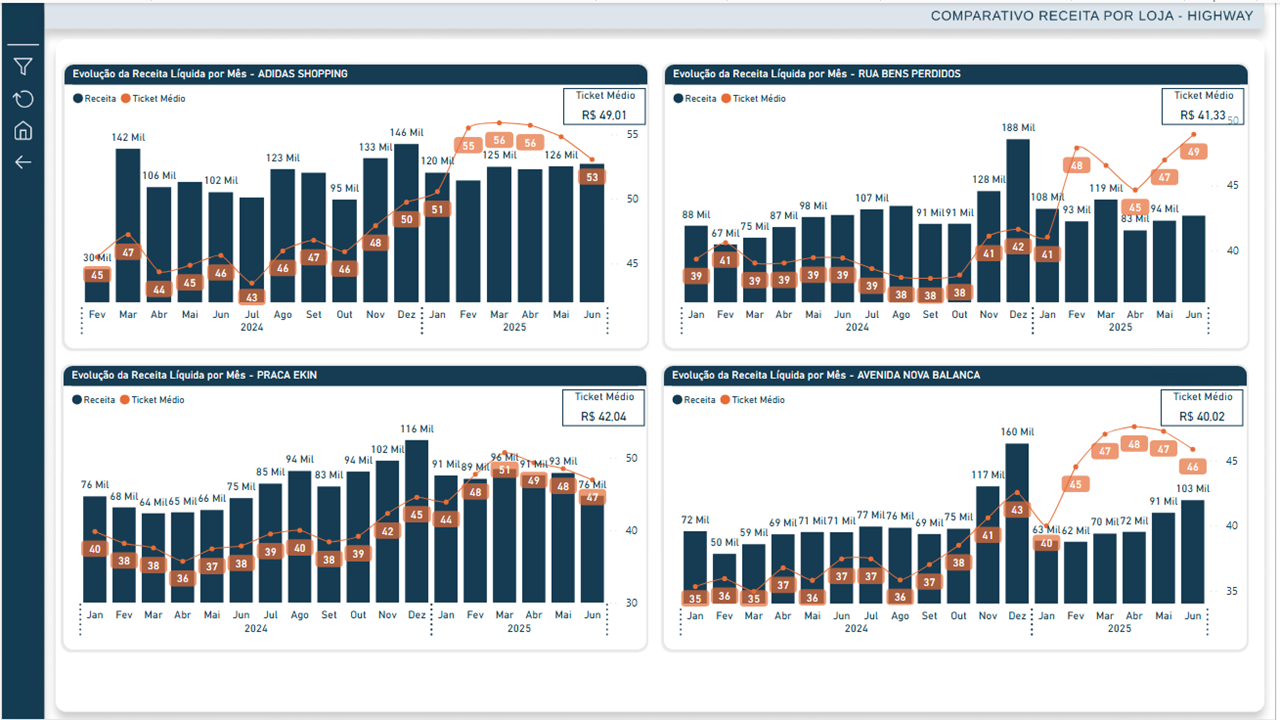 COMPARATIVO RECEITA POR LOJA - HIGHWAY
Evolução da Receita Líquida por Mês - ADIDAS SHOPPING
Receita Ticket Médio
Ticket Médio
R$ 49,01
142 Mil 106 Mil 102 Mil 123 Mil 95 Mil 133 Mil 146 Mil 120 Mil 125 Mil 126 Mil
30 Mil
45 47 44 45 46 43 46 47 46 48 50 51 55 56 56 53
55
50
45
Fev Mar Abr Mai Jun Jul Ago Set Out Nov Dez Jan Fev Mar Abr Mai Jun
2024 2025
Evolução da Receita Líquida por Mês - RUA BENS PERDIDOS
Receita Ticket Médio
Ticket Médio
R$ 41,33
88 Mil 67 Mil 75 Mil 87 Mil 98 Mil 107 Mil 91 Mil 91 Mil 128 Mil 188 Mil 108 Mil 93 Mil 119 Mil 83 Mil 94 Mil
39 41 39 39 39 39 39 38 38 38 41 42 41 48 45 47 49
50
45
40
Jan Fev Mar Abr Mai Jun Jul Ago Set Out Nov Dez Jan Fev Mar Abr Mai Jun
2024 2025
Evolução da Receita Líquida por Mês - PRACA EKIN
Receita Ticket Médio
Ticket Médio
R$ 42,04
76 Mil 68 Mil 64 Mil 65 Mil 66 Mil 75 Mil 85 Mil 94 Mil 83 Mil 94 Mil 102 Mil 116 Mil 91 Mil 89 Mil 96 Mil 91 Mil 93 Mil 76 Mil
40 38 38 36 37 38 39 40 38 39 42 45 44 48 51 49 48 47
50
40
30
Jan Fev Mar Abr Mai Jun Jul Ago Set Out Nov Dez Jan Fev Mar Abr Mai Jun
2024 2025
Evolução da Receita Líquida por Mês - AVENIDA NOVA BALANCA
Receita Ticket Médio
Ticket Médio
R$ 40,02
72 Mil 50 Mil 59 Mil 69 Mil 71 Mil 71 Mil 77 Mil 76 Mil 69 Mil 75 Mil 117 Mil 160 Mil 63 Mil 62 Mil 70 Mil 72 Mil 91 Mil 103 Mil
35 36 35 37 36 37 37 36 37 38 41 43 40 45 47 48 47 46
45
40
35
Jan Fev Mar Abr Mai Jun Jul Ago Set Out Nov Dez Jan Fev Mar Abr Mai Jun
2024 2025